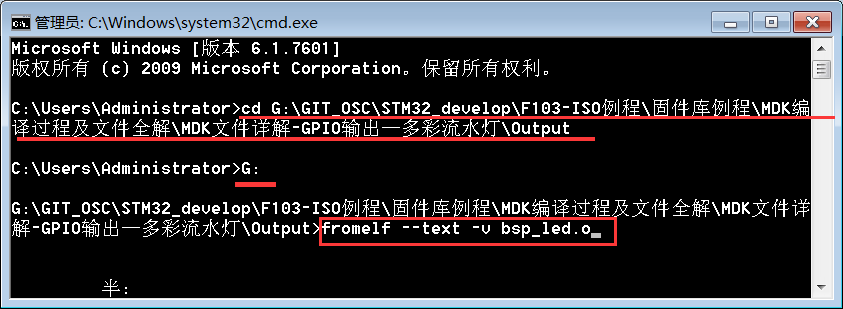 管理员: C:\Windows\system32\cmd.exe
Microsoft Windows [版本 6.1.7601]
版权所有 (c) 2009 Microsoft Corporation。保留所有权利。
C:\Users\Administrator>cd G:\GIT_OSC\STM32_develop\F103-ISO例程\固件库例程\MDK编
译过程及文件全解\MDK文件详解-GPIO输出—多彩流水灯\Output
C:\Users\Administrator>G:
G:\GIT_OSC\STM32_develop\F103-ISO例程\固件库例程\MDK编译过程及文件全解\MDK文件详
解-GPIO输出—多彩流水灯\Output>fromelf --text -v bsp_led.o
半: